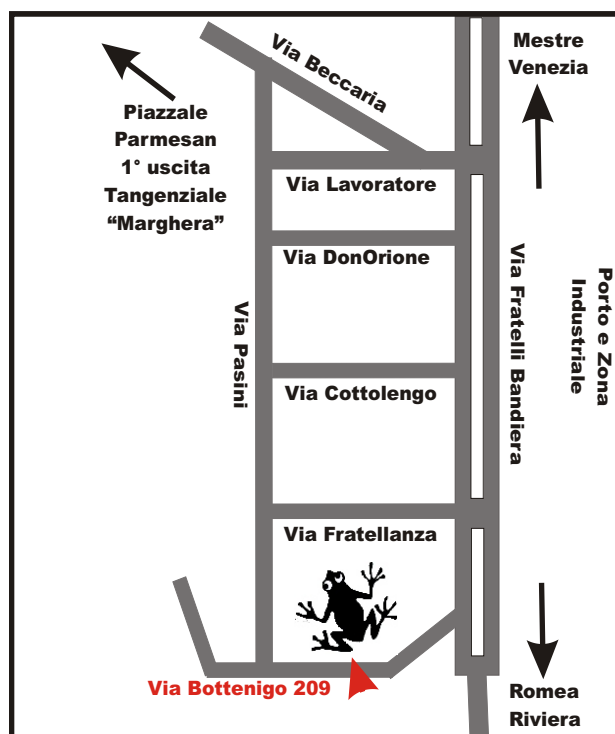 Mestre
Venezia
Via Beccaria
Piazzale
Parmesan
1° uscita
Tangenziale
“Marghera”
Via Lavoratore
Via DonOrione
Via Pasini
Via Fratelli Bandiera
Porto e Zona
Industriale
Via Cottolengo
Via Fratellanza
Via Bottenigo 209
Romea
Riviera